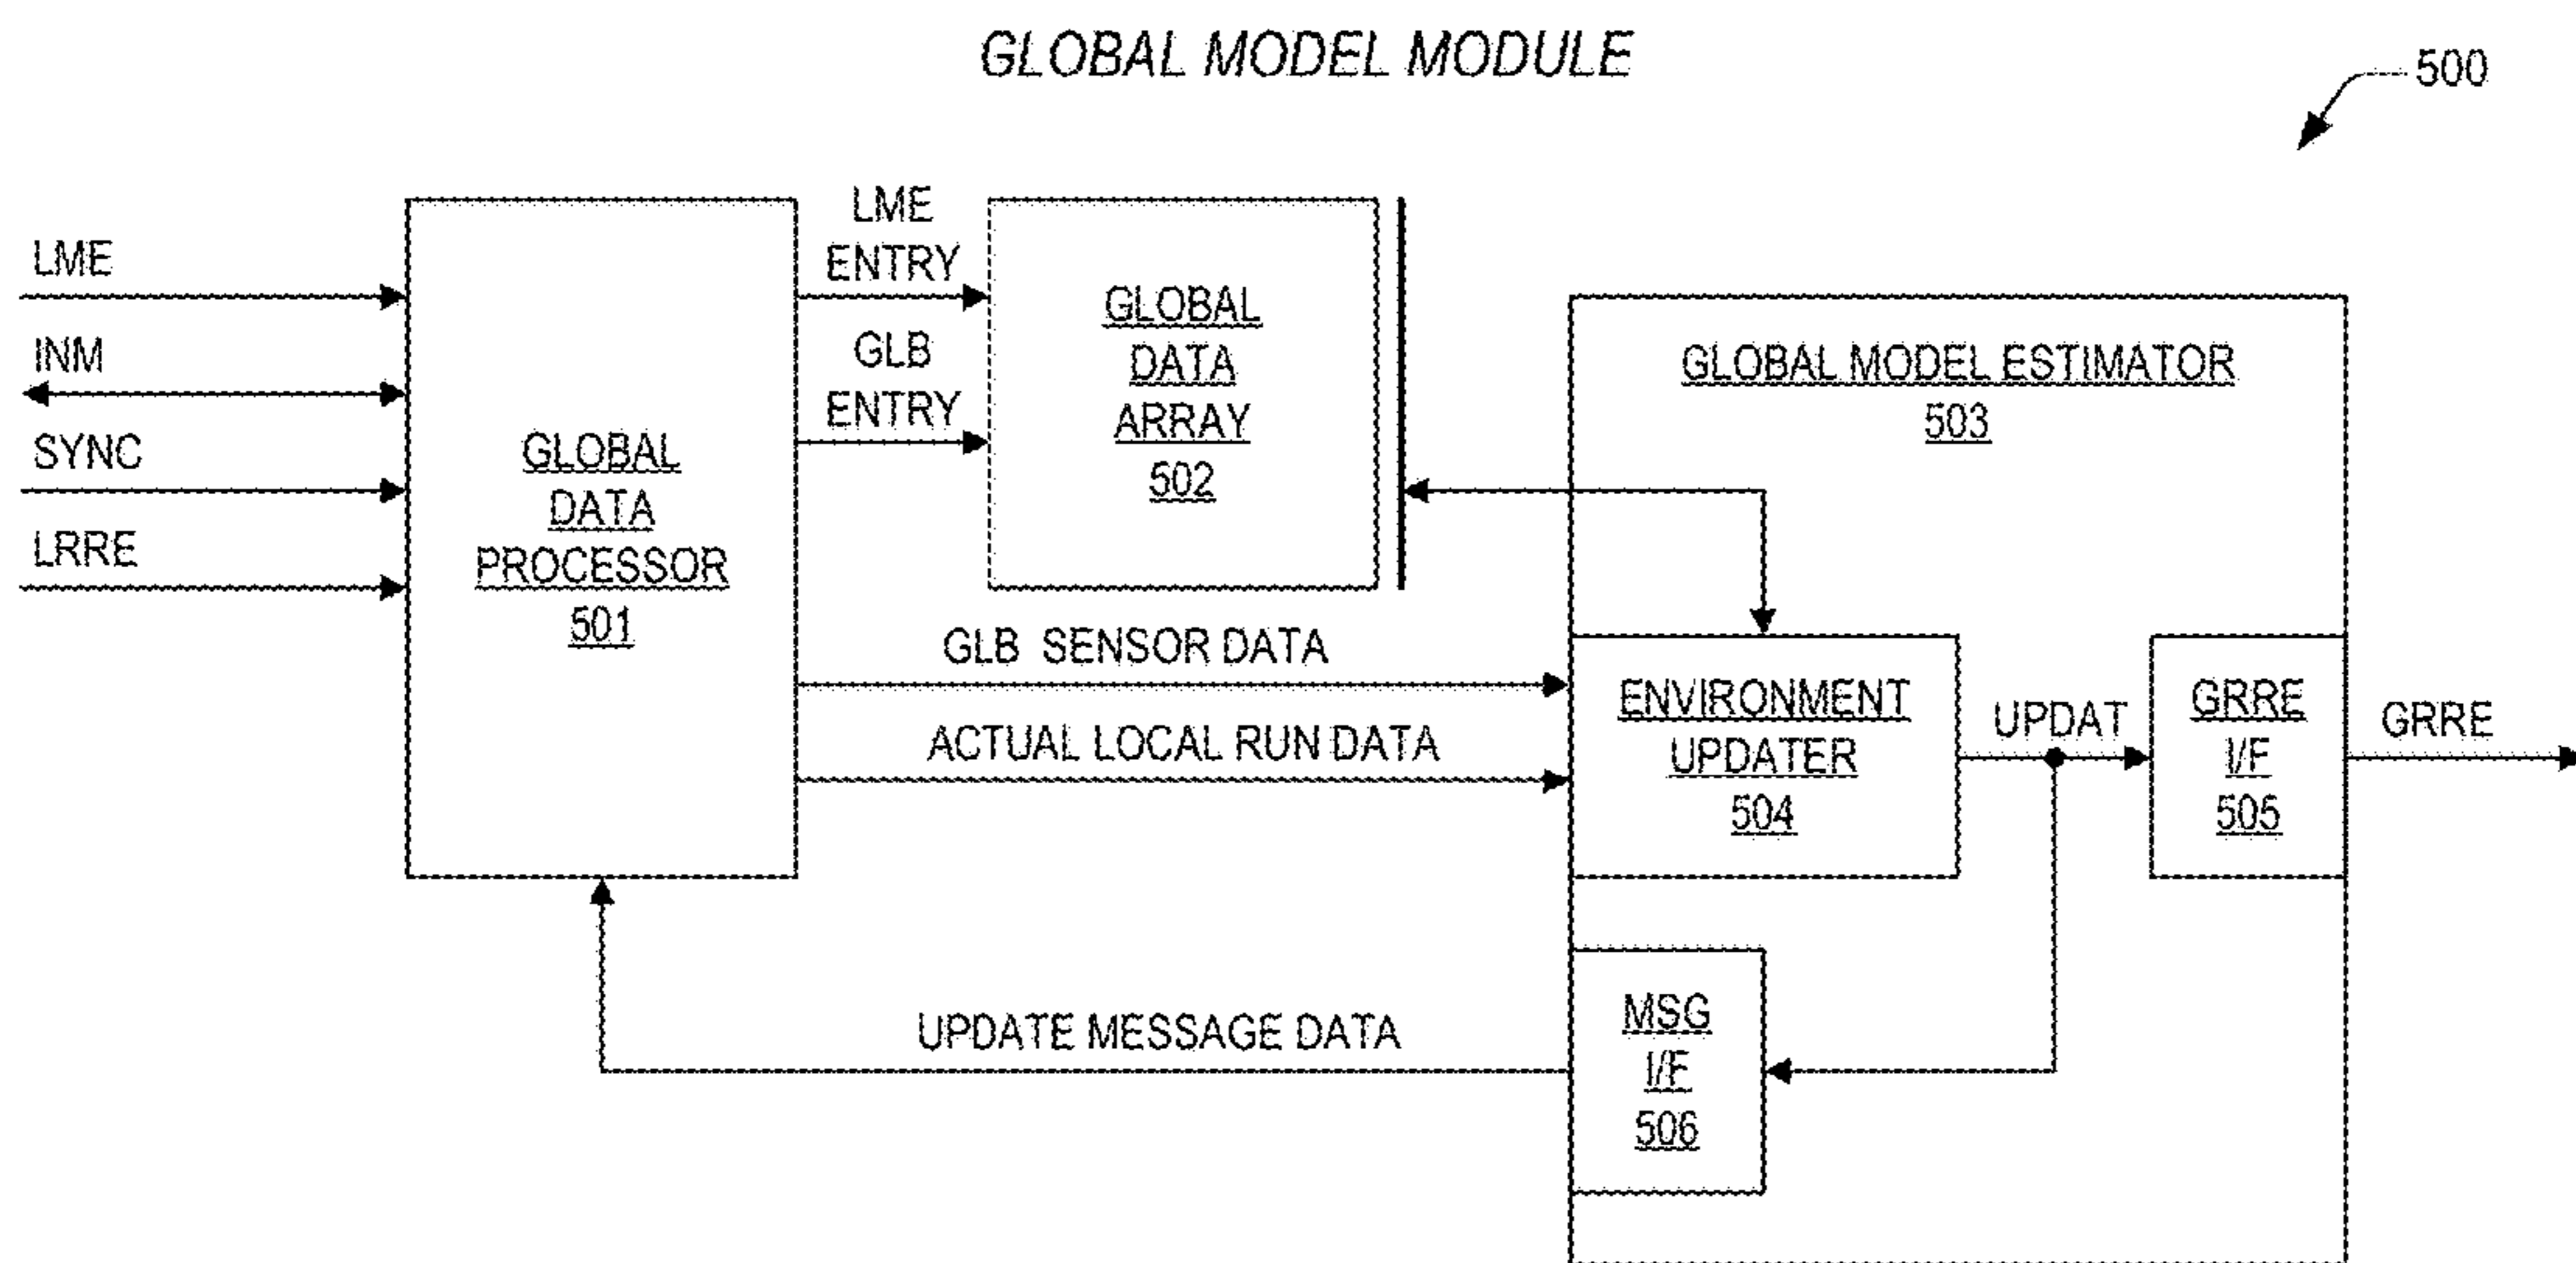 GLOBAL MODEL MODULE
500
LME
INM
SYNC
LRRE
GLOBAL
DATA
PROCESSOR
501
LME
ENTRY
GLB
ENTRY
GLOBAL
DATA
ARRAY
502
GLOBAL MODEL ESTIMATOR
503
GLB SENSOR DATA
ACTUAL LOCAL RUN DATA
ENVIRONMENT
UPDATER
504
UPDAT
GRRE
I/F
505
GRRE
UPDATE MESSAGE DATA
MSG
I/F
506